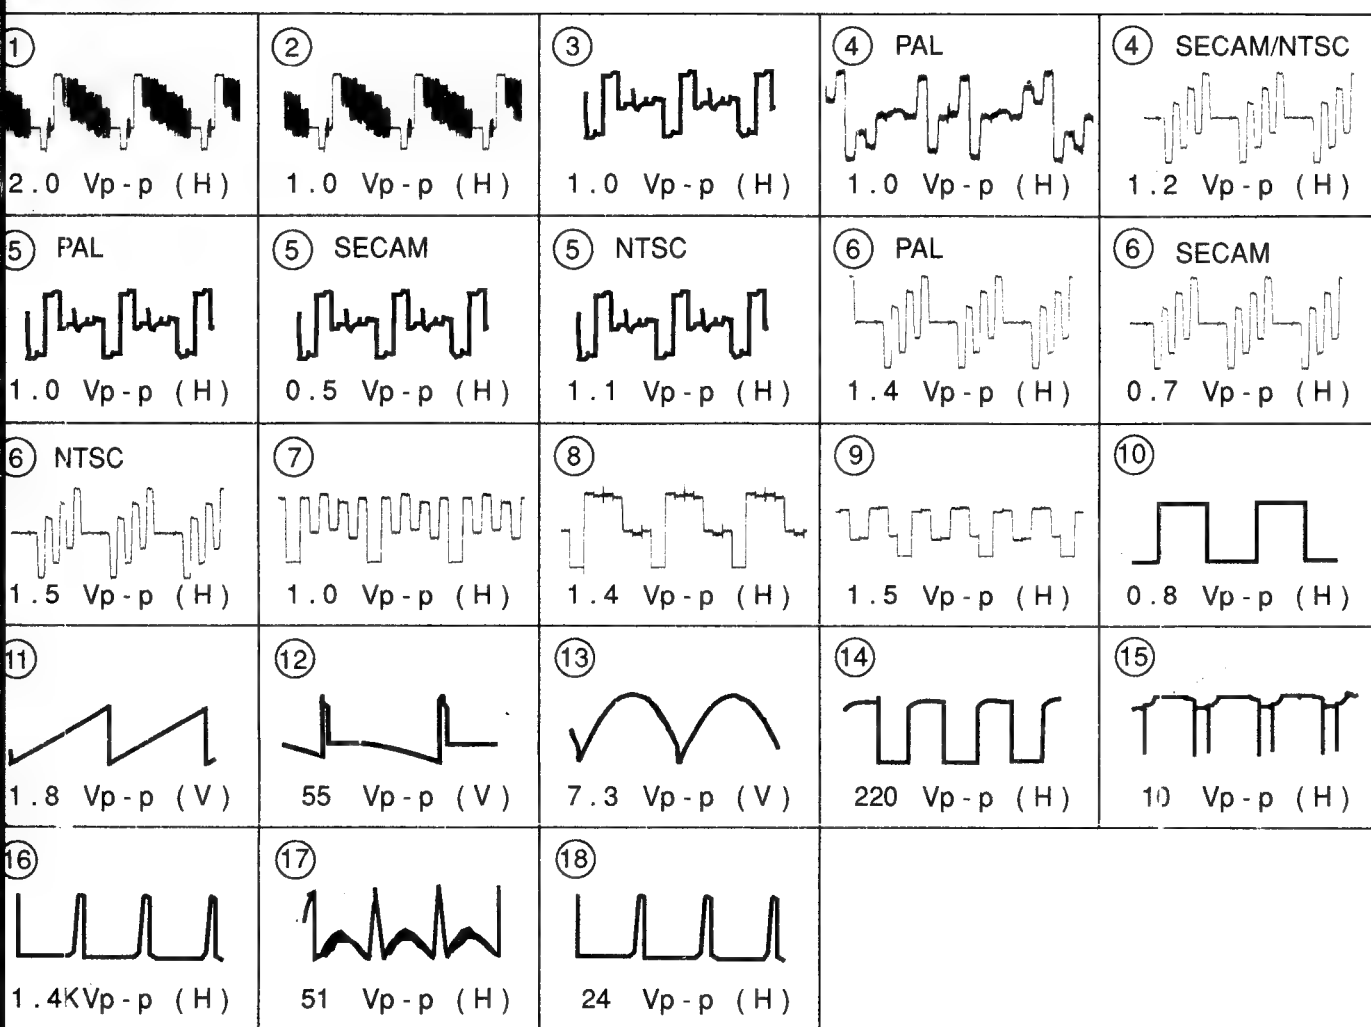 ① ② ③ ④ PAL ④ SECAM/NTSC
2.0 Vp-p (H) 1.0 Vp-p (H) 1.0 Vp-p (H) 1.0 Vp-p (H) 1.2 Vp-p (H)
⑤ PAL ⑤ SECAM ⑤ NTSC ⑥ PAL ⑥ SECAM
1.0 Vp-p (H) 0.5 Vp-p (H) 1.1 Vp-p (H) 1.4 Vp-p (H) 0.7 Vp-p (H)
⑥ NTSC ⑦ ⑧ ⑨ ⑩
1.5 Vp-p (H) 1.0 Vp-p (H) 1.4 Vp-p (H) 1.5 Vp-p (H) 0.8 Vp-p (H)
⑪ ⑫ ⑬ ⑭ ⑮
1.8 Vp-p (V) 55 Vp-p (V) 7.3 Vp-p (V) 220 Vp-p (H) 10 Vp-p (H)
⑯ ⑰ ⑱
1.4KVp-p (H) 51 Vp-p (H) 24 Vp-p (H)